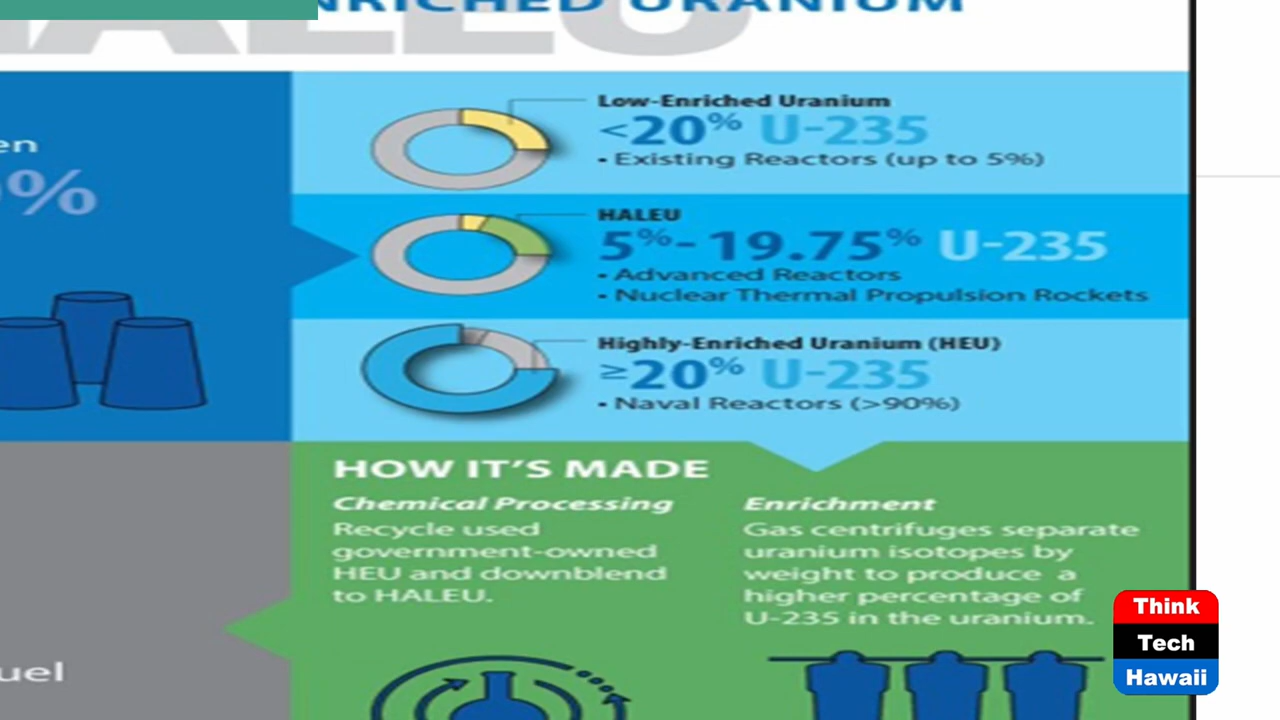 ENRICHED URANIUM
HALEU
Low-Enriched Uranium
<20% U-235
• Existing Reactors (up to 5%)
HALEU
5%- 19.75% U-235
• Advanced Reactors
• Nuclear Thermal Propulsion Rockets
Highly-Enriched Uranium (HEU)
≥20% U-235
• Naval Reactors (>90%)
HOW IT'S MADE
Chemical Processing
Recycle used
government-owned
HEU and downblend
to HALEU.
Enrichment
Gas centrifuges separate
uranium isotopes by
weight to produce a
higher percentage of
U-235 in the uranium.
Think
Tech
Hawaii